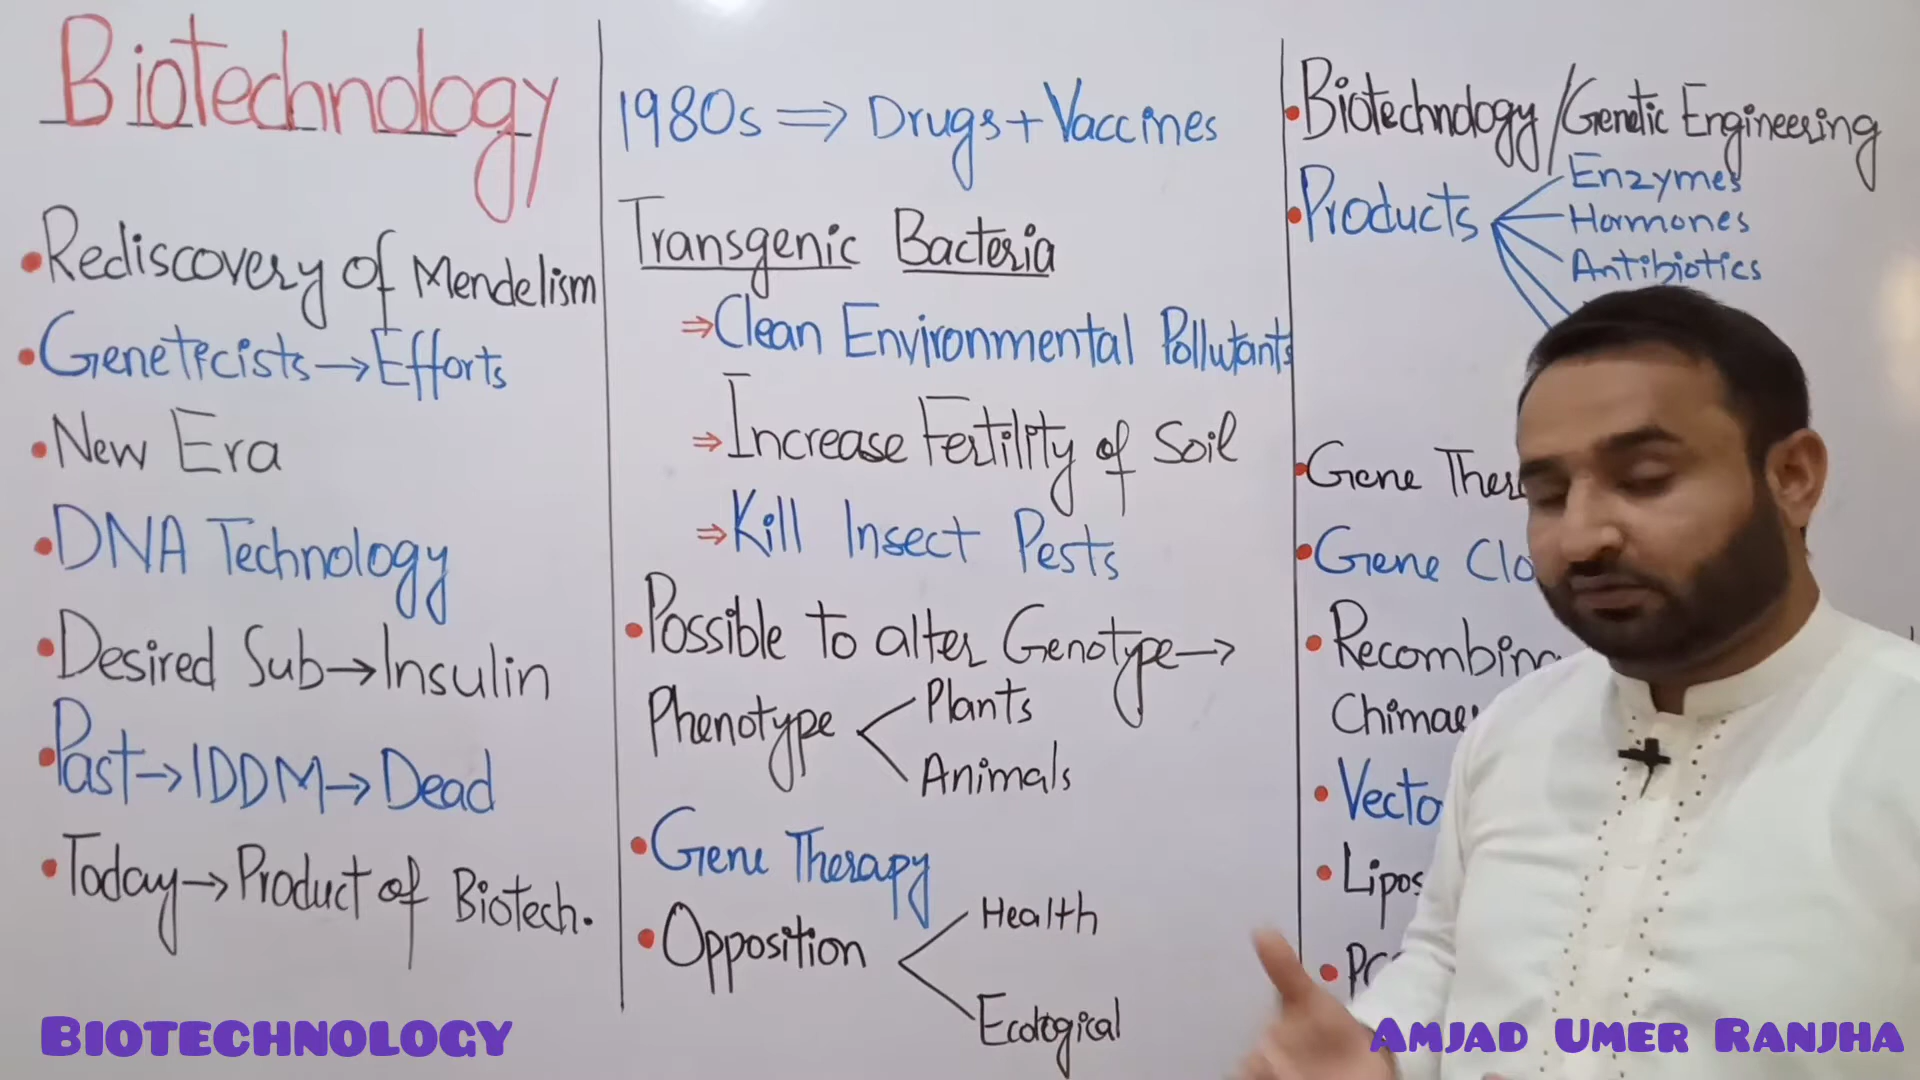 Biotechnology
•Rediscovery of Mendelism
•Geneticists→Efforts
•New Era
•DNA Technology
•Desired Sub→Insulin
•Past→IDDM→Dead
•Today→Product of Biotech.
1980s ⇒ Drugs + Vaccines
Transgenic Bacteria
⇒Clean Environmental Pollutants
⇒Increase Fertility of Soil
⇒Kill Insect Pests
•Possible to alter Genotype→
Phenotype
Plants
Animals
•Gene Therapy
•Opposition
Health
Ecological
•Biotechnology/Genetic Engineering
•Products
Enzymes
Hormones
Antibiotics
•Gene
•Gene
BIOTECHNOLOGY
AMJAD UMER RANJHA